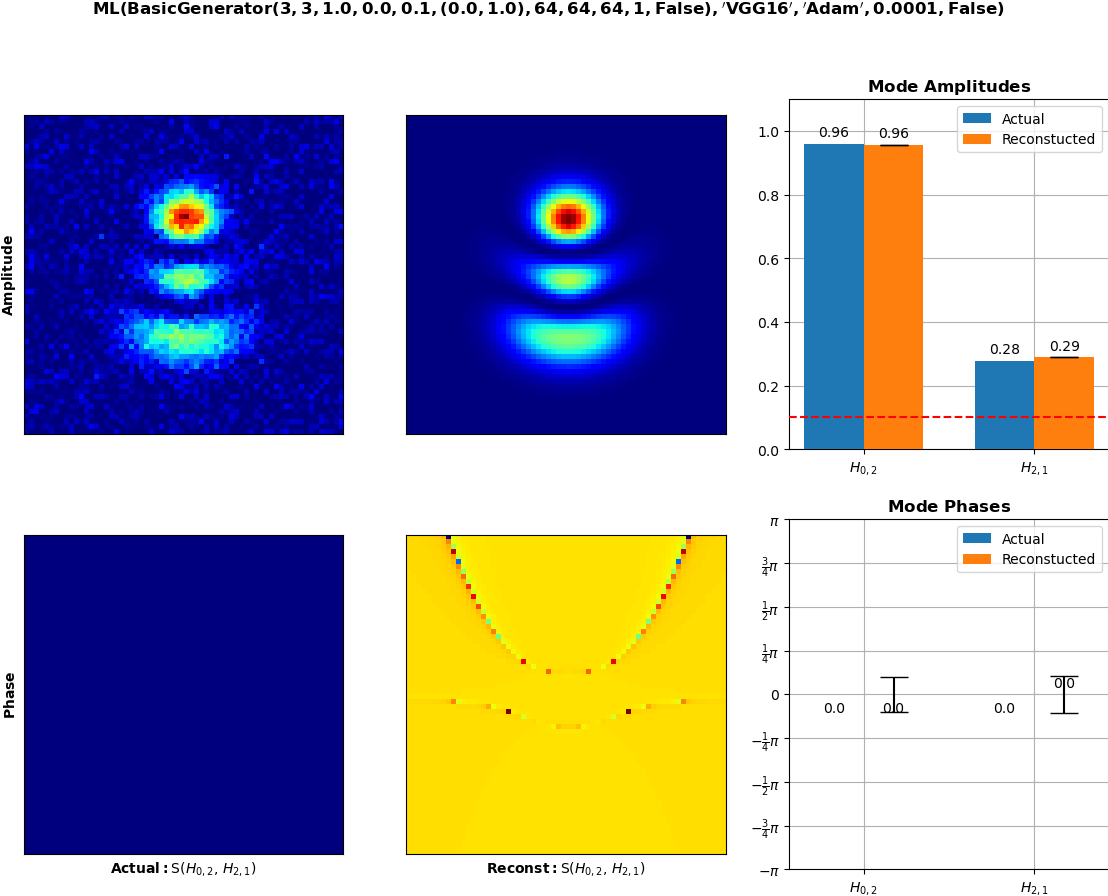 ML(BasicGenerator(3, 3, 1.0, 0.0, 0.1, (0.0, 1.0), 64, 64, 64, 1, False), ′VGG16′, ′Adam′, 0.0001, False)
Amplitude
Mode Amplitudes
Actual
Reconstucted
1.0
0.8
0.6
0.4
0.2
0.0
0.96
0.96
0.28
0.29
H0, 2
H2, 1
Phase
Actual: S(H0, 2, H2, 1)
Reconst: S(H0, 2, H2, 1)
Mode Phases
Actual
Reconstucted
π
3/4π
1/2π
1/4π
0
−1/4π
−1/2π
−3/4π
−π
0.0
0.0
0.0
0.0
H0, 2
H2, 1